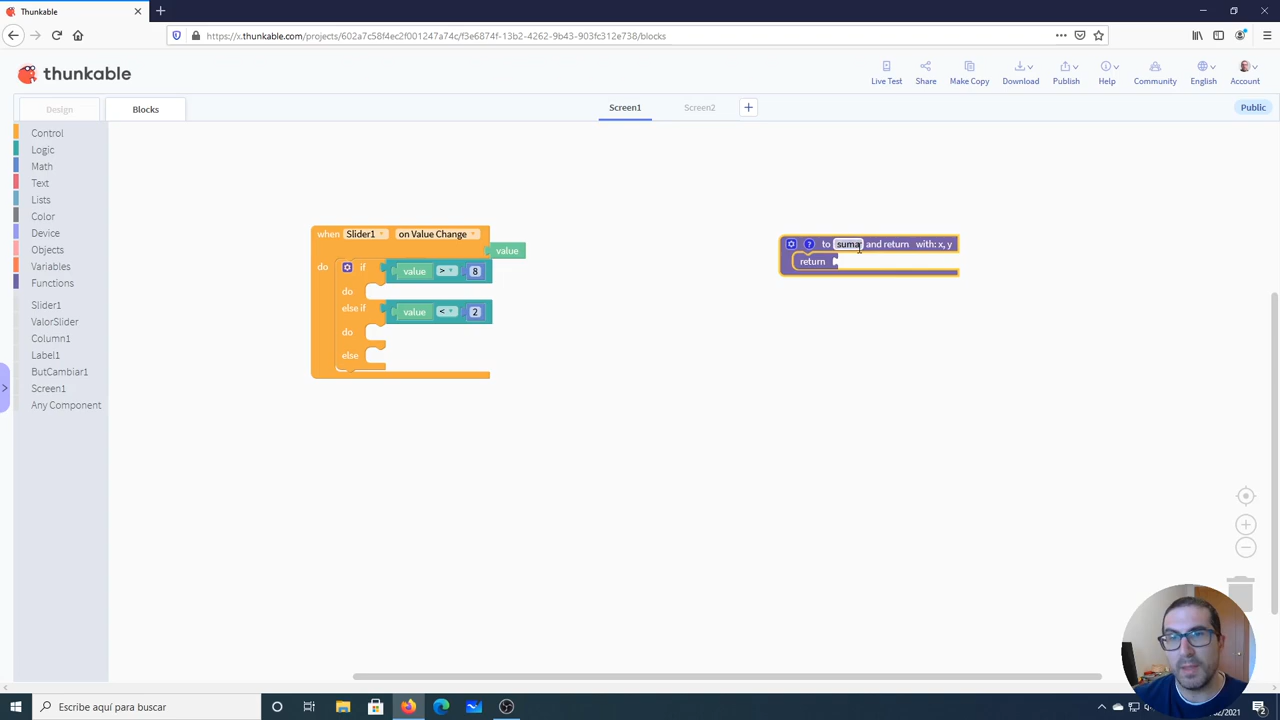 Thunkable
https://x.thunkable.com/projects/602a7c58f4ec2f001247a74c/f3e6874f-13b2-4262-9b43-903fc312e738/blocks
thunkable
Live Test
Share
Make Copy
Download
Publish
Help
Community
English
Account
Design
Blocks
Screen1
Screen2
Public
Control
Logic
Math
Text
Lists
Color
Device
Objects
Variables
Functions
Slider1
ValorSlider
Column1
Label1
ButCambiar1
Screen1
Any Component
when Slider1 on Value Change
value
do if value > 8
do
else if value < 2
do
else
? to suma and return with: x, y
return
Escribe aquí para buscar
/02/2021
2